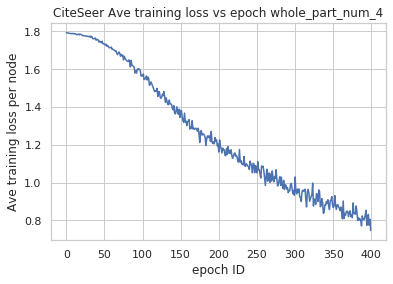 CiteSeer Ave training loss vs epoch whole_part_num_4
Ave training loss per node
1.8
1.6
1.4
1.2
1.0
0.8
0 50 100 150 200 250 300 350 400
epoch ID